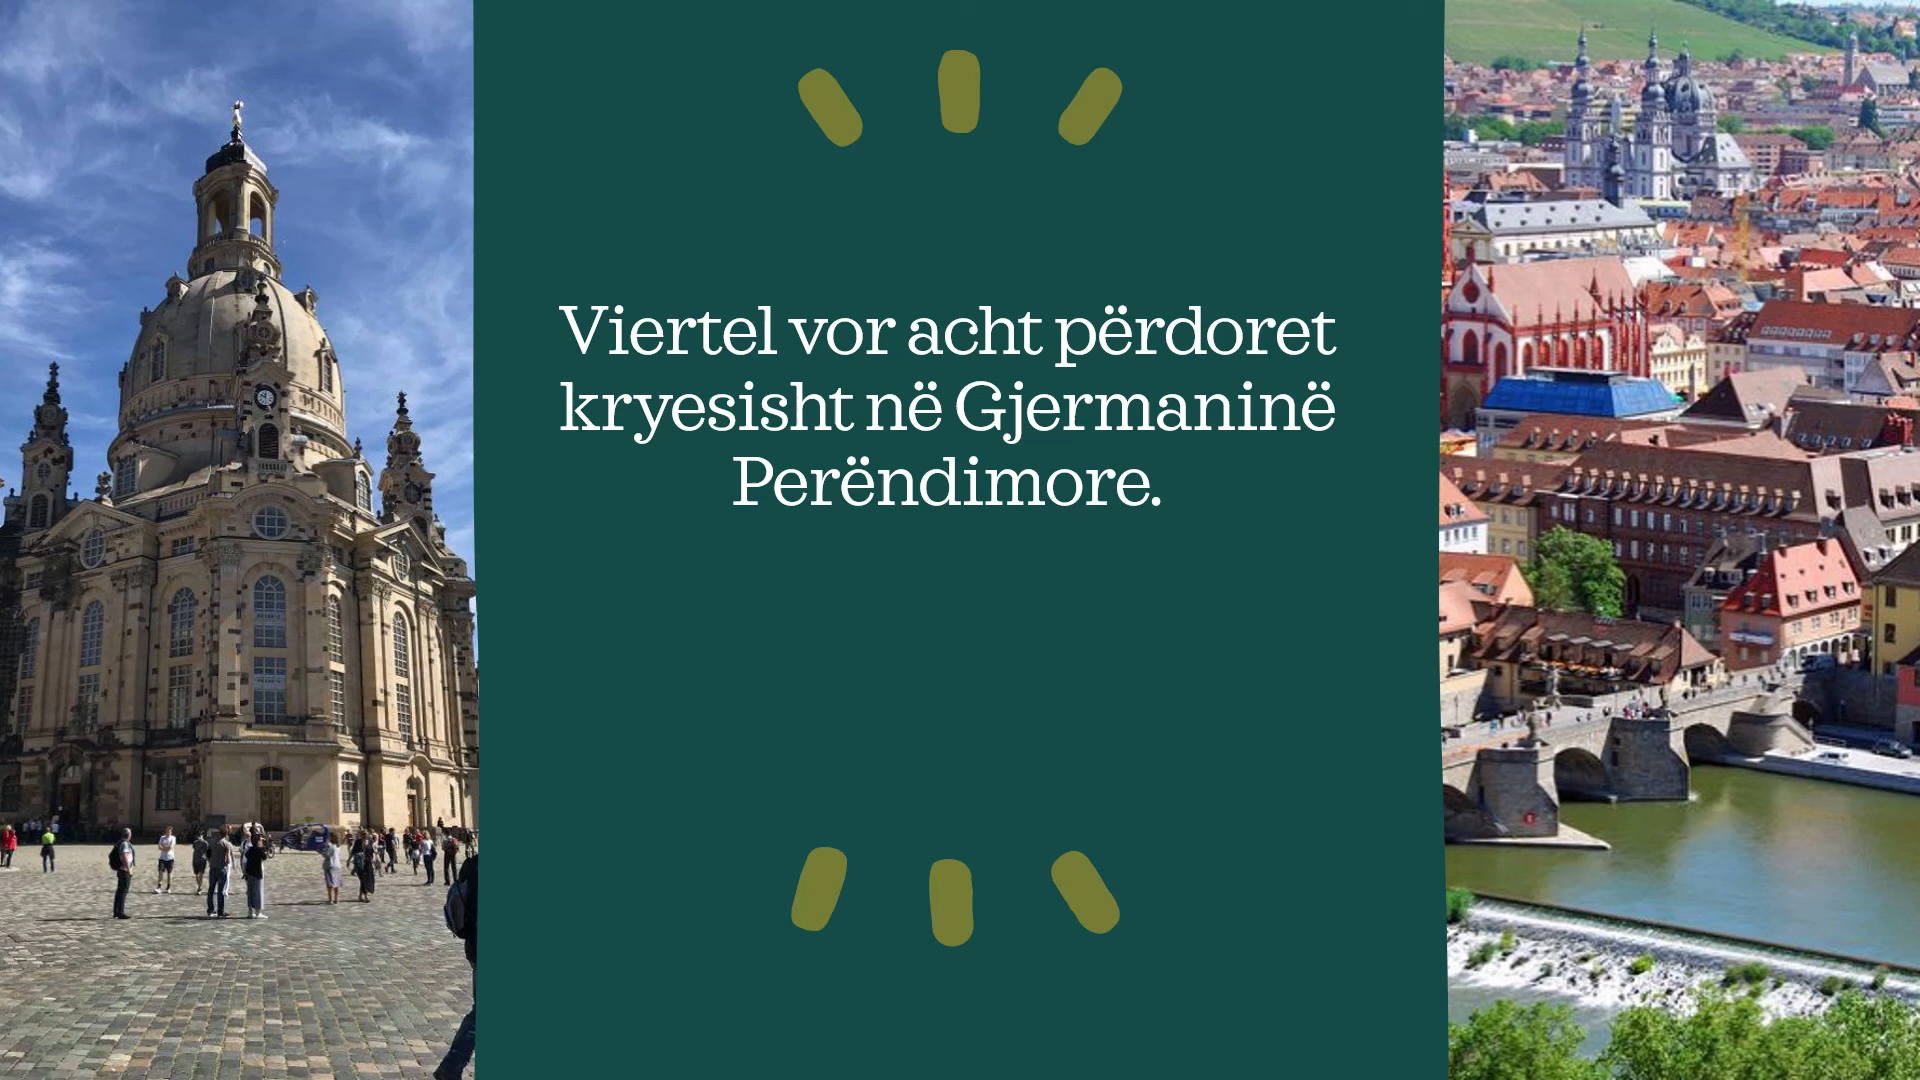 Viertel vor acht përdoret
kryesisht në Gjermaninë
Perëndimore.